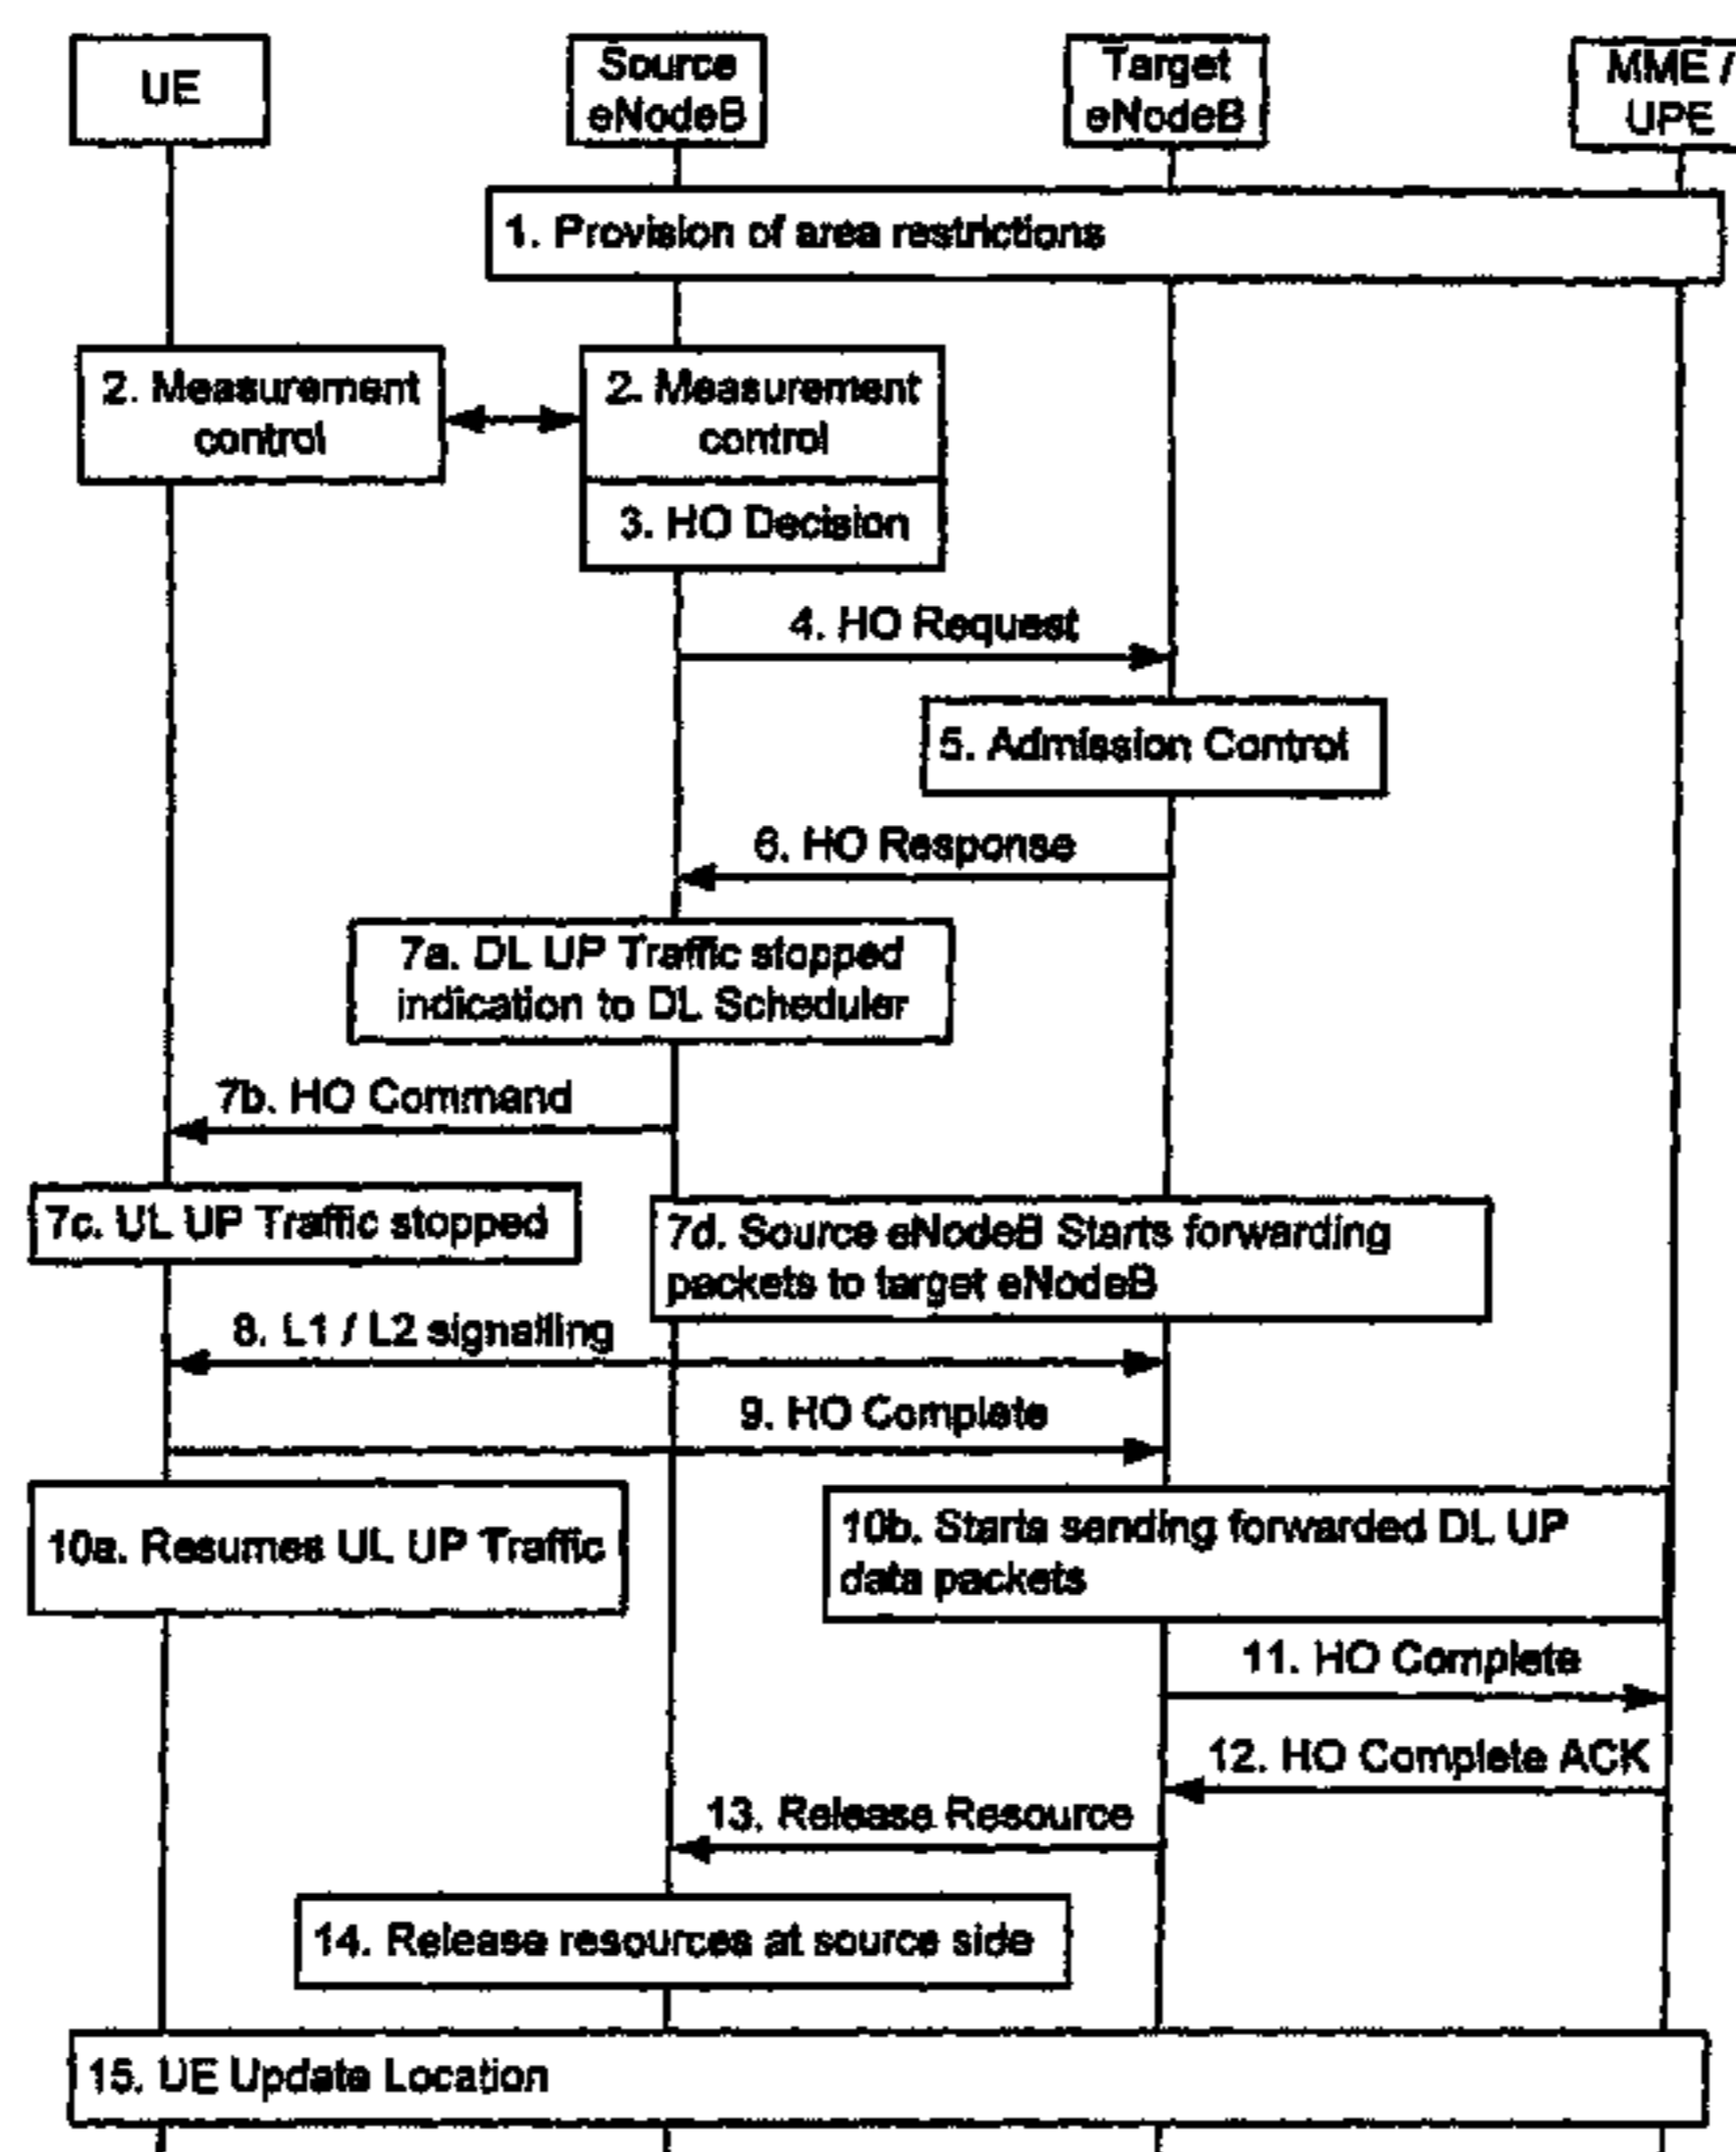 UE
Source
eNodeB
Target
eNodeB
MME /
UPE
1. Provision of area restrictions
2. Measurement
control
2. Measurement
control
3. HO Decision
4. HO Request
5. Admission Control
6. HO Response
7a. DL UP Traffic stopped
indication to DL Scheduler
7b. HO Command
7c. UL UP Traffic stopped
7d. Source eNodeB Starts forwarding
packets to target eNodeB
8. L1 / L2 signalling
9. HO Complete
10a. Resumes UL UP Traffic
10b. Starts sending forwarded DL UP
data packets
11. HO Complete
12. HO Complete ACK
13. Release Resource
14. Release resources at source side
15. UE Update Location